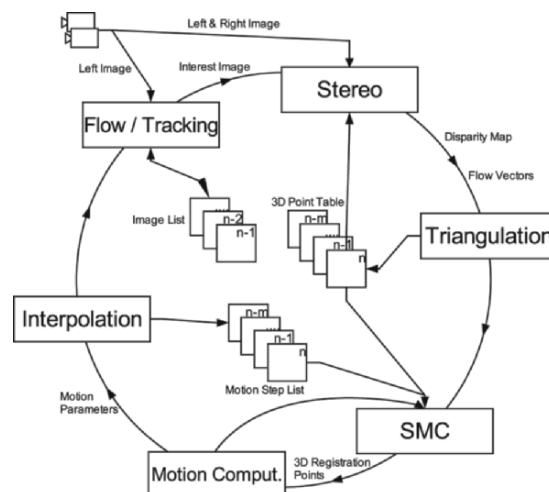 Left & Right Image
Left Image
Interest Image
Stereo
Flow / Tracking
Disparity Map
Flow Vectors
Image List
n-2
n-1
3D Point Table
n-m
n-1
n
Triangulation
Interpolation
n-m
n-1
n
Motion Step List
Motion
Parameters
SMC
3D Registration
Points
Motion Comput.